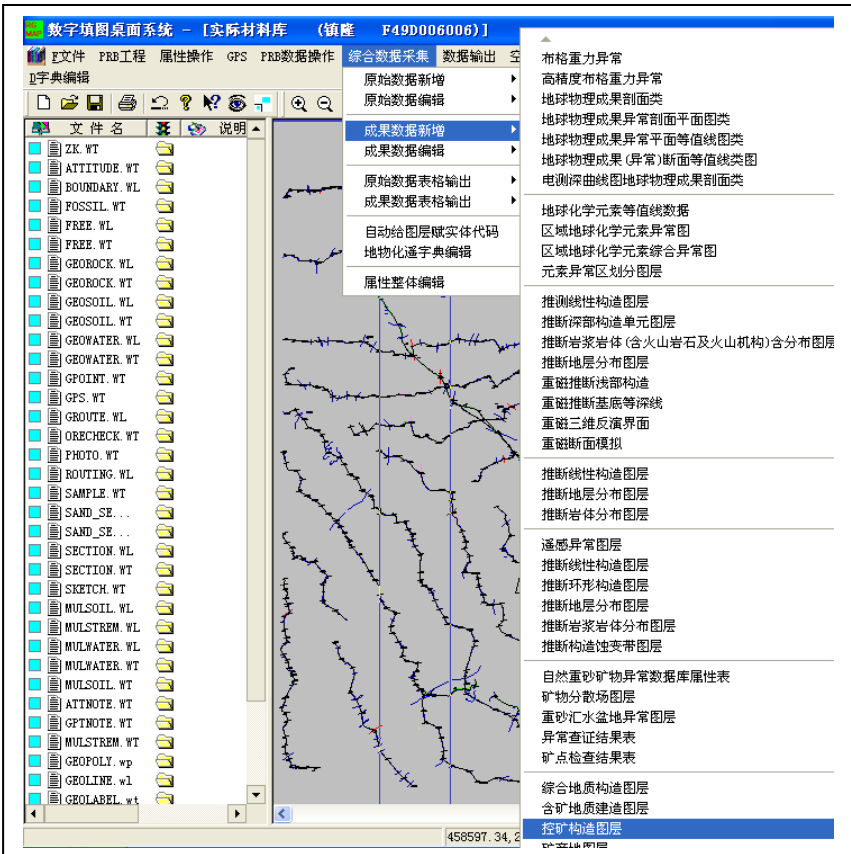 RG
MAP
数字填图桌面系统 - [实际材料库 (镇隆 F49D006006)]
F文件 PRB工程 属性操作 GPS PRB数据操作 综合数据采集 数据输出 空
D字典编辑
文件名 说明
ZK.WT
ATTITUDE.WT
BOUNDARY.WL
FOSSIL.WT
FREE.WL
FREE.WT
GEOROCK.WL
GEOROCK.WT
GEOSOIL.WL
GEOSOIL.WT
GEOWATER.WL
GEOWATER.WT
GPOINT.WT
GPS.WT
GROUTE.WL
ORECHECK.WT
PHOTO.WT
ROUTING.WL
SAMPLE.WT
SAND_SE...
SAND_SE...
SECTION.WL
SECTION.WT
SKETCH.WT
MULSOIL.WL
MULSTREM.WL
MULWATER.WL
MULWATER.WT
MULSOIL.WT
ATTNOTE.WT
GPTNOTE.WT
MULSTREM.WT
GEOPOLY.wp
GEOLINE.wl
GEOLABEL.wt
原始数据新增
原始数据编辑
成果数据新增
成果数据编辑
原始数据表格输出
成果数据表格输出
自动给图层赋实体代码
地物化遥字典编辑
属性整体编辑
布格重力异常
高精度布格重力异常
地球物理成果剖面类
地球物理成果异常剖面平面图类
地球物理成果异常平面等值线图类
地球物理成果(异常)断面等值线类图
电测深曲线图地球物理成果剖面类
地球化学元素等值线数据
区域地球化学元素异常图
区域地球化学元素综合异常图
元素异常区划分图层
推测线性构造图层
推断深部构造单元图层
推断岩浆岩体(含火山岩石及火山机构)含分布图层
推断地层分布图层
重磁推断浅部构造
重磁推断基底等深线
重磁三维反演界面
重磁断面模拟
推断线性构造图层
推断地层分布图层
推断岩体分布图层
遥感异常图层
推断线性构造图层
推断环形构造图层
推断地层分布图层
推断岩浆岩体分布图层
推断构造蚀变带图层
自然重砂矿物异常数据库属性表
矿物分散场图层
重砂汇水盆地异常图层
异常查证结果表
矿点检查结果表
综合地质构造图层
含矿地质建造图层
控矿构造图层
矿产地图层
458597.34,2